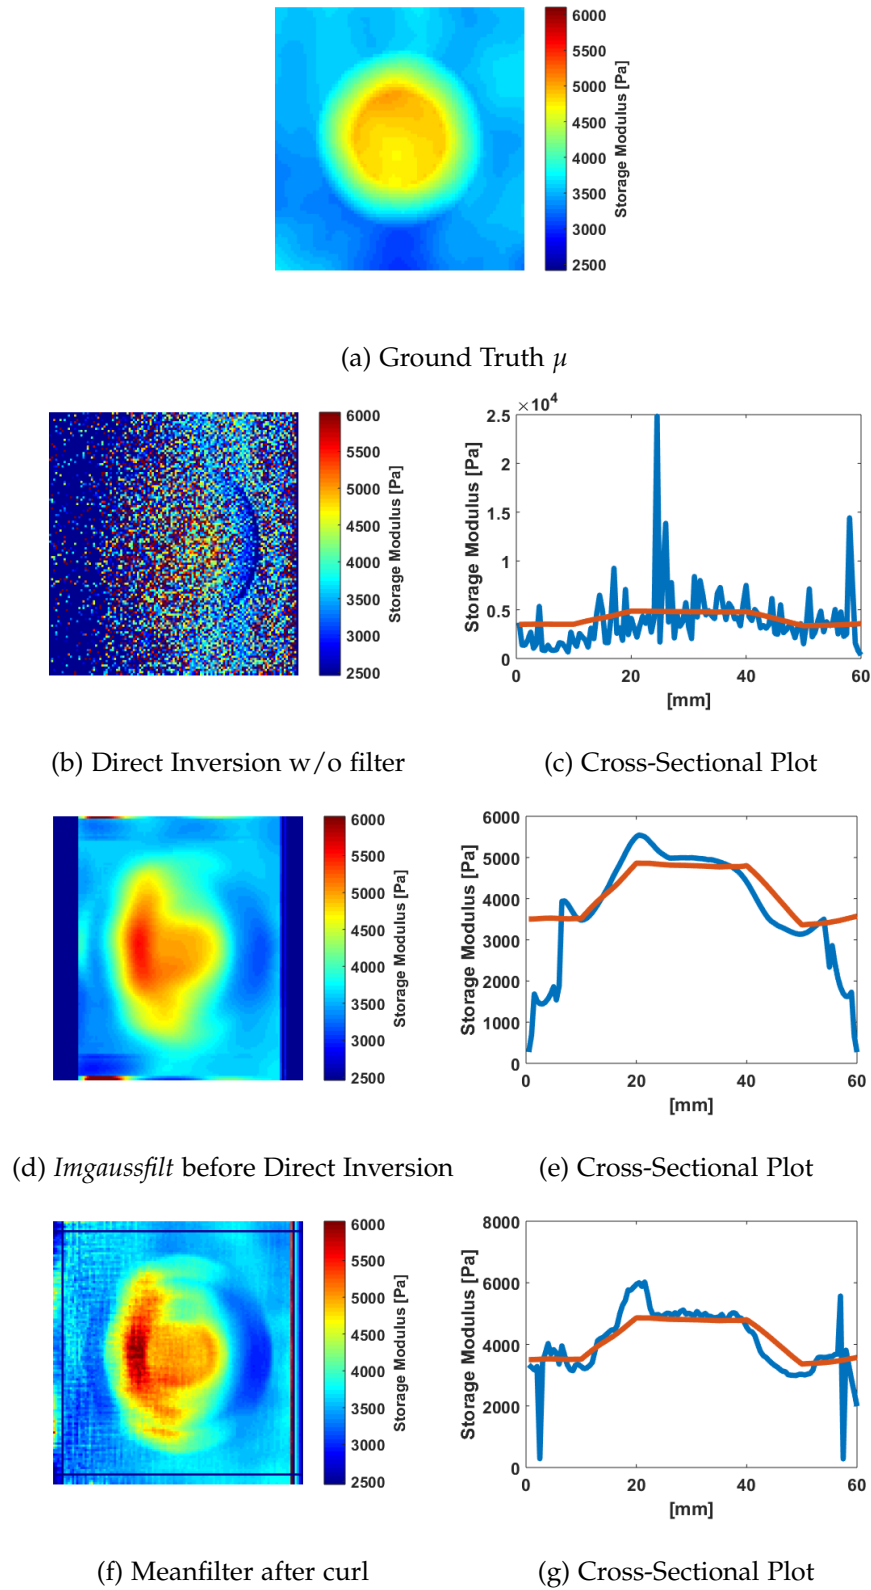 6000
5500
5000
4500
4000
3500
3000
2500
Storage Modulus [Pa]
(a) Ground Truth μ
6000
5500
5000
4500
4000
3500
3000
2500
Storage Modulus [Pa]
×10⁴
2.5
2
1.5
1
0.5
0
0 20 40 60
Storage Modulus [Pa]
[mm]
(b) Direct Inversion w/o filter
(c) Cross-Sectional Plot
6000
5500
5000
4500
4000
3500
3000
2500
Storage Modulus [Pa]
6000
5000
4000
3000
2000
1000
0
0 20 40 60
Storage Modulus [Pa]
[mm]
(d) Imgaussfilt before Direct Inversion
(e) Cross-Sectional Plot
6000
5500
5000
4500
4000
3500
3000
2500
Storage Modulus [Pa]
8000
6000
4000
2000
0
0 20 40 60
Storage Modulus [Pa]
[mm]
(f) Meanfilter after curl
(g) Cross-Sectional Plot